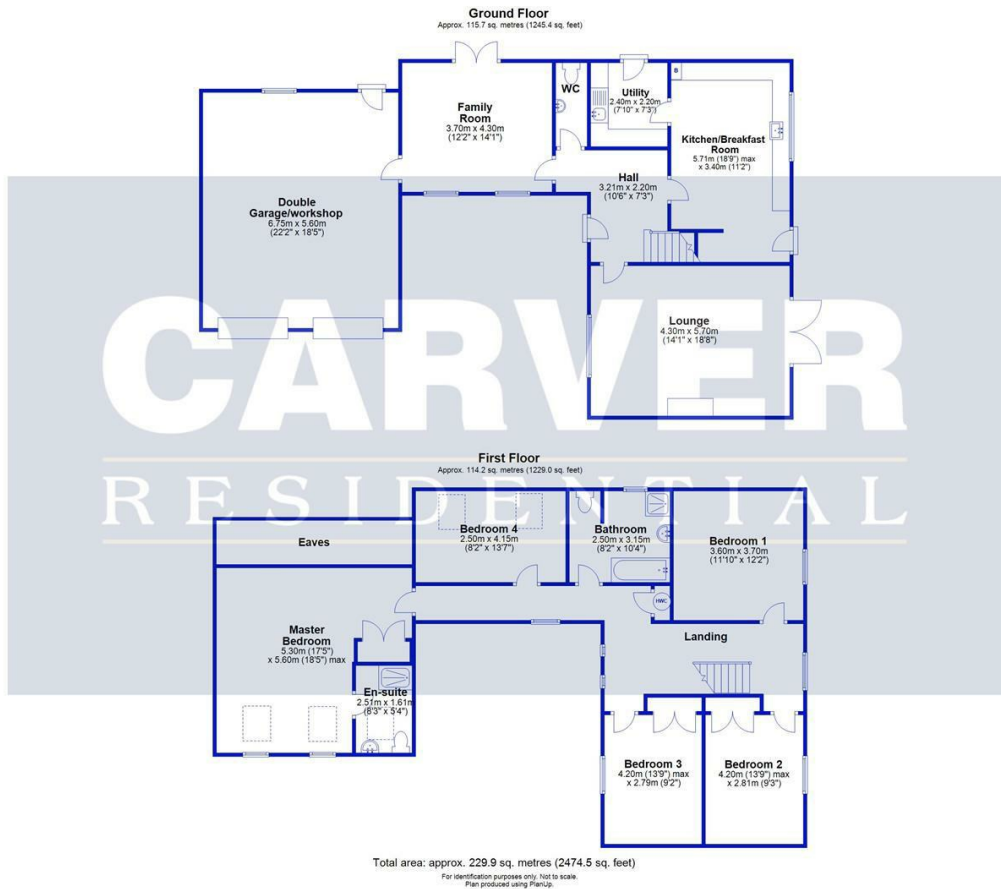 Ground Floor
Approx. 115.7 sq. metres (1245.4 sq. feet)
Family
Room
3.70m x 4.30m
(12'2" x 14'1")
WC
Utility
2.40m x 2.20m
(7'10" x 7'3")
B
Kitchen/Breakfast
Room
5.71m (18'9") max
x 3.40m (11'2")
Double
Garage/workshop
6.75m x 5.60m
(22'2" x 18'5")
Hall
3.21m x 2.20m
(10'6" x 7'3")
Lounge
4.30m x 5.70m
(14'1" x 18'8")
CARVER
RESIDENTIAL
First Floor
Approx. 114.2 sq. metres (1229.0 sq. feet)
Eaves
Bedroom 4
2.50m x 4.15m
(8'2" x 13'7")
Bathroom
2.50m x 3.15m
(8'2" x 10'4")
Bedroom 1
3.60m x 3.70m
(11'10" x 12'2")
HWC
Master
Bedroom
5.30m (17'5")
x 5.60m (18'5") max
Landing
En-suite
2.51m x 1.61m
(8'3" x 5'4")
Bedroom 3
4.20m (13'9") max
x 2.79m (9'2")
Bedroom 2
4.20m (13'9") max
x 2.81m (9'3")
Total area: approx. 229.9 sq. metres (2474.5 sq. feet)
For identification purposes only. Not to scale.
Plan produced using PlanUp.